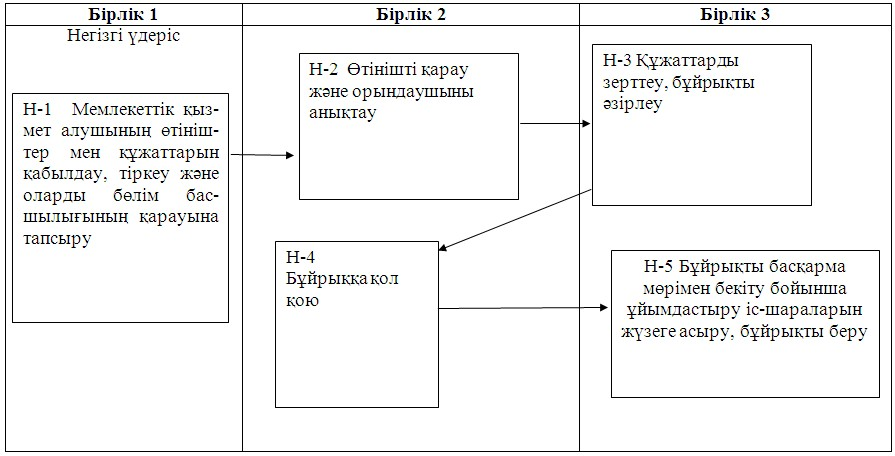 Бірлік 1
Бірлік 2
Бірлік 3
Негізгі үдеріс
Н-1 Мемлекеттік қыз-
мет алушының өтініш-
тер мен құжаттарын
қабылдау, тіркеу және
оларды бөлім бас-
шылығының қарауына
тапсыру
Н-2 Өтінішті қарау
және орындаушыны
анықтау
Н-3 Құжаттарды
зерттеу, бұйрықты
әзірлеу
Н-4
Бұйрыққа қол
қою
Н-5 Бұйрықты басқарма
мөрімен бекіту бойынша
ұйымдастыру іс-шараларын
жүзеге асыру, бұйрықты беру